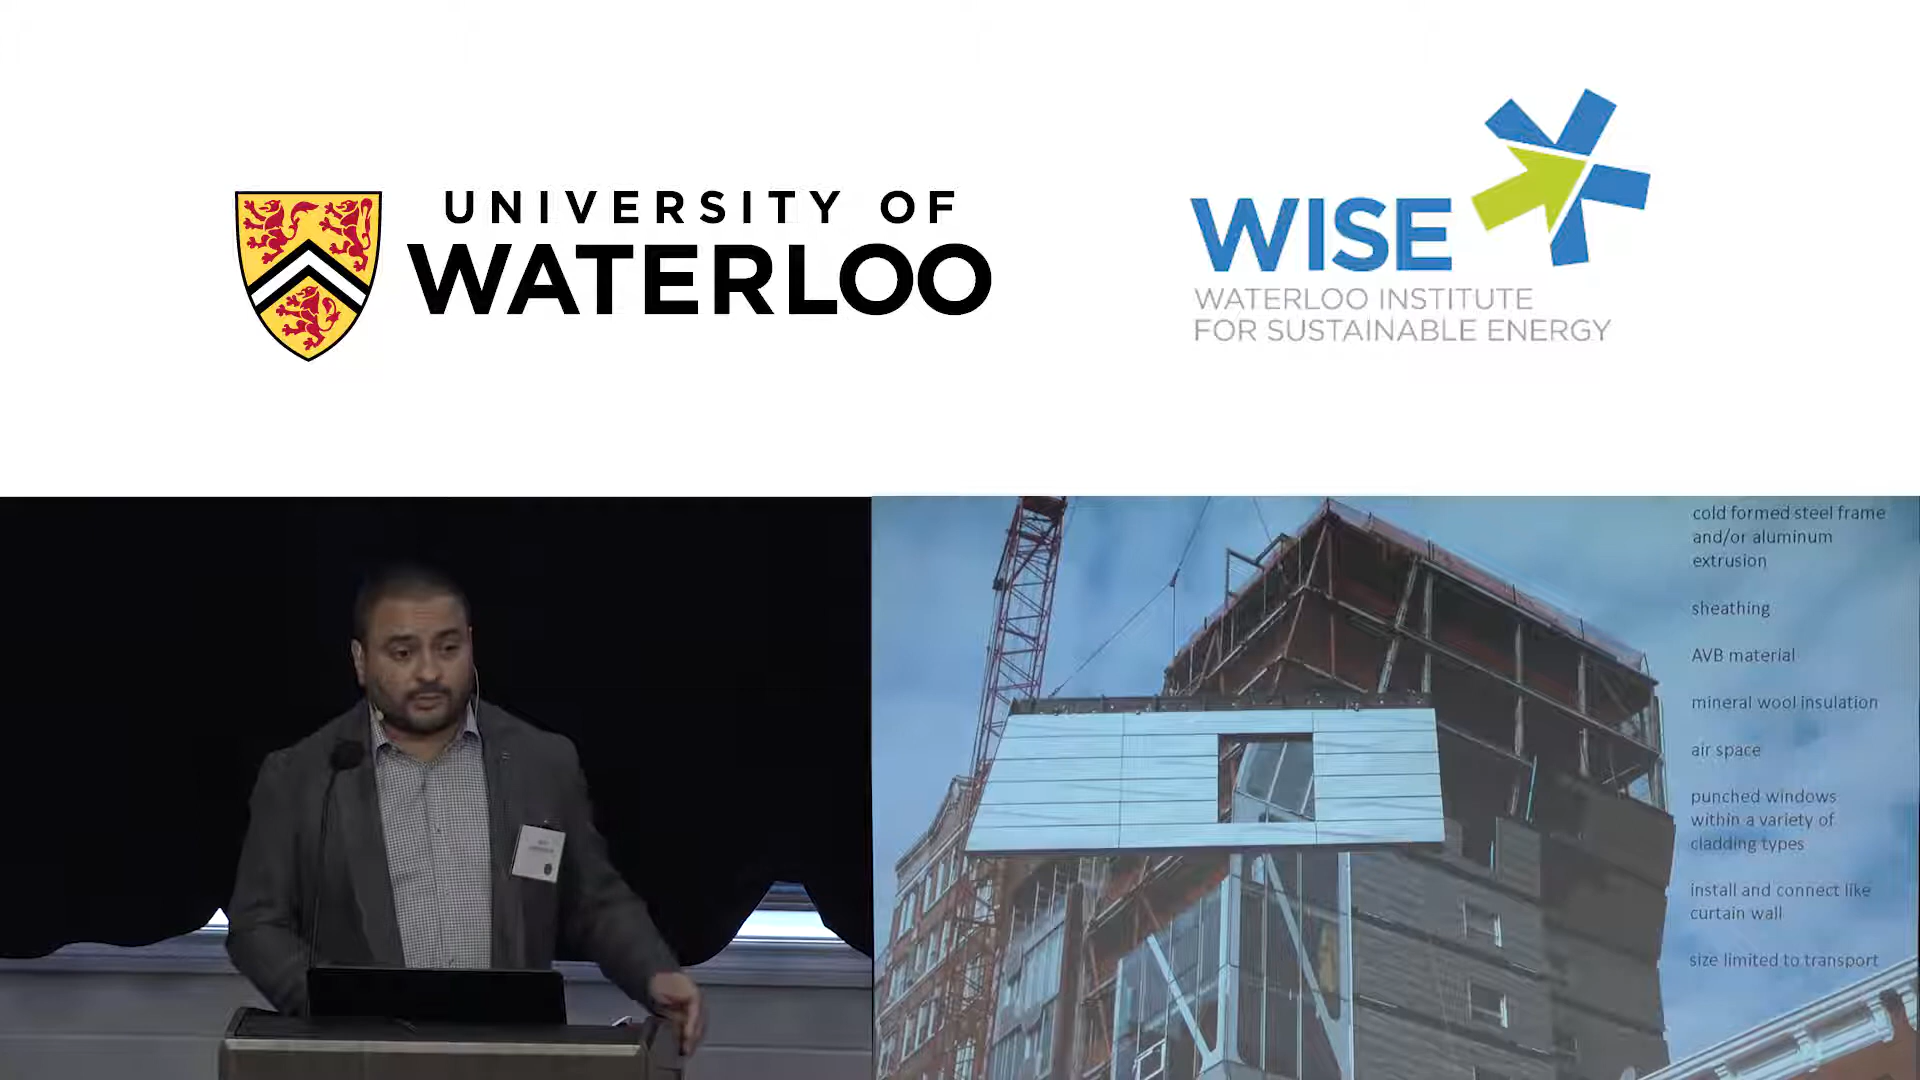 UNIVERSITY OF
WATERLOO
WISE
WATERLOO INSTITUTE
FOR SUSTAINABLE ENERGY
cold formed steel frame
and/or aluminum
extrusion
sheathing
AVB material
mineral wool insulation
air space
punched windows
within a variety of
cladding types
install and connect like
curtain wall
size limited to transport